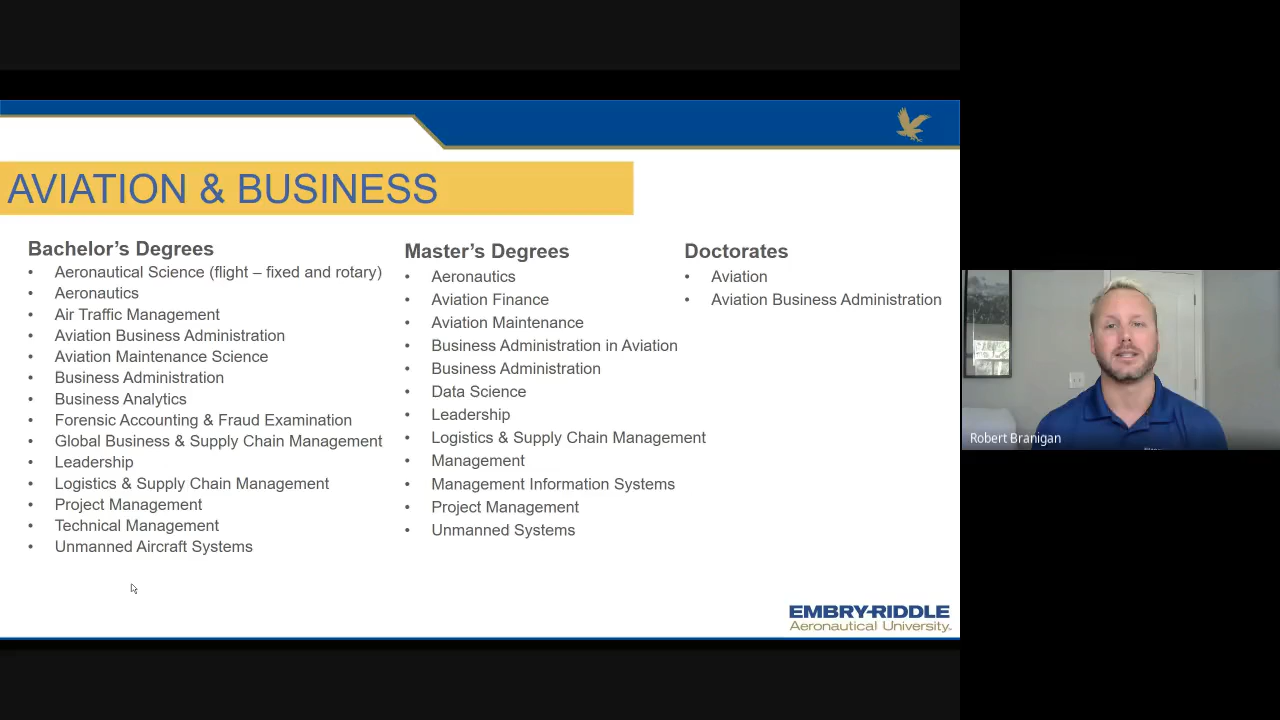 AVIATION & BUSINESS
Bachelor’s Degrees
• Aeronautical Science (flight – fixed and rotary)
• Aeronautics
• Air Traffic Management
• Aviation Business Administration
• Aviation Maintenance Science
• Business Administration
• Business Analytics
• Forensic Accounting & Fraud Examination
• Global Business & Supply Chain Management
• Leadership
• Logistics & Supply Chain Management
• Project Management
• Technical Management
• Unmanned Aircraft Systems
Master’s Degrees
• Aeronautics
• Aviation Finance
• Aviation Maintenance
• Business Administration in Aviation
• Business Administration
• Data Science
• Leadership
• Logistics & Supply Chain Management
• Management
• Management Information Systems
• Project Management
• Unmanned Systems
Doctorates
• Aviation
• Aviation Business Administration
EMBRY-RIDDLE
Aeronautical University.
Robert Branigan